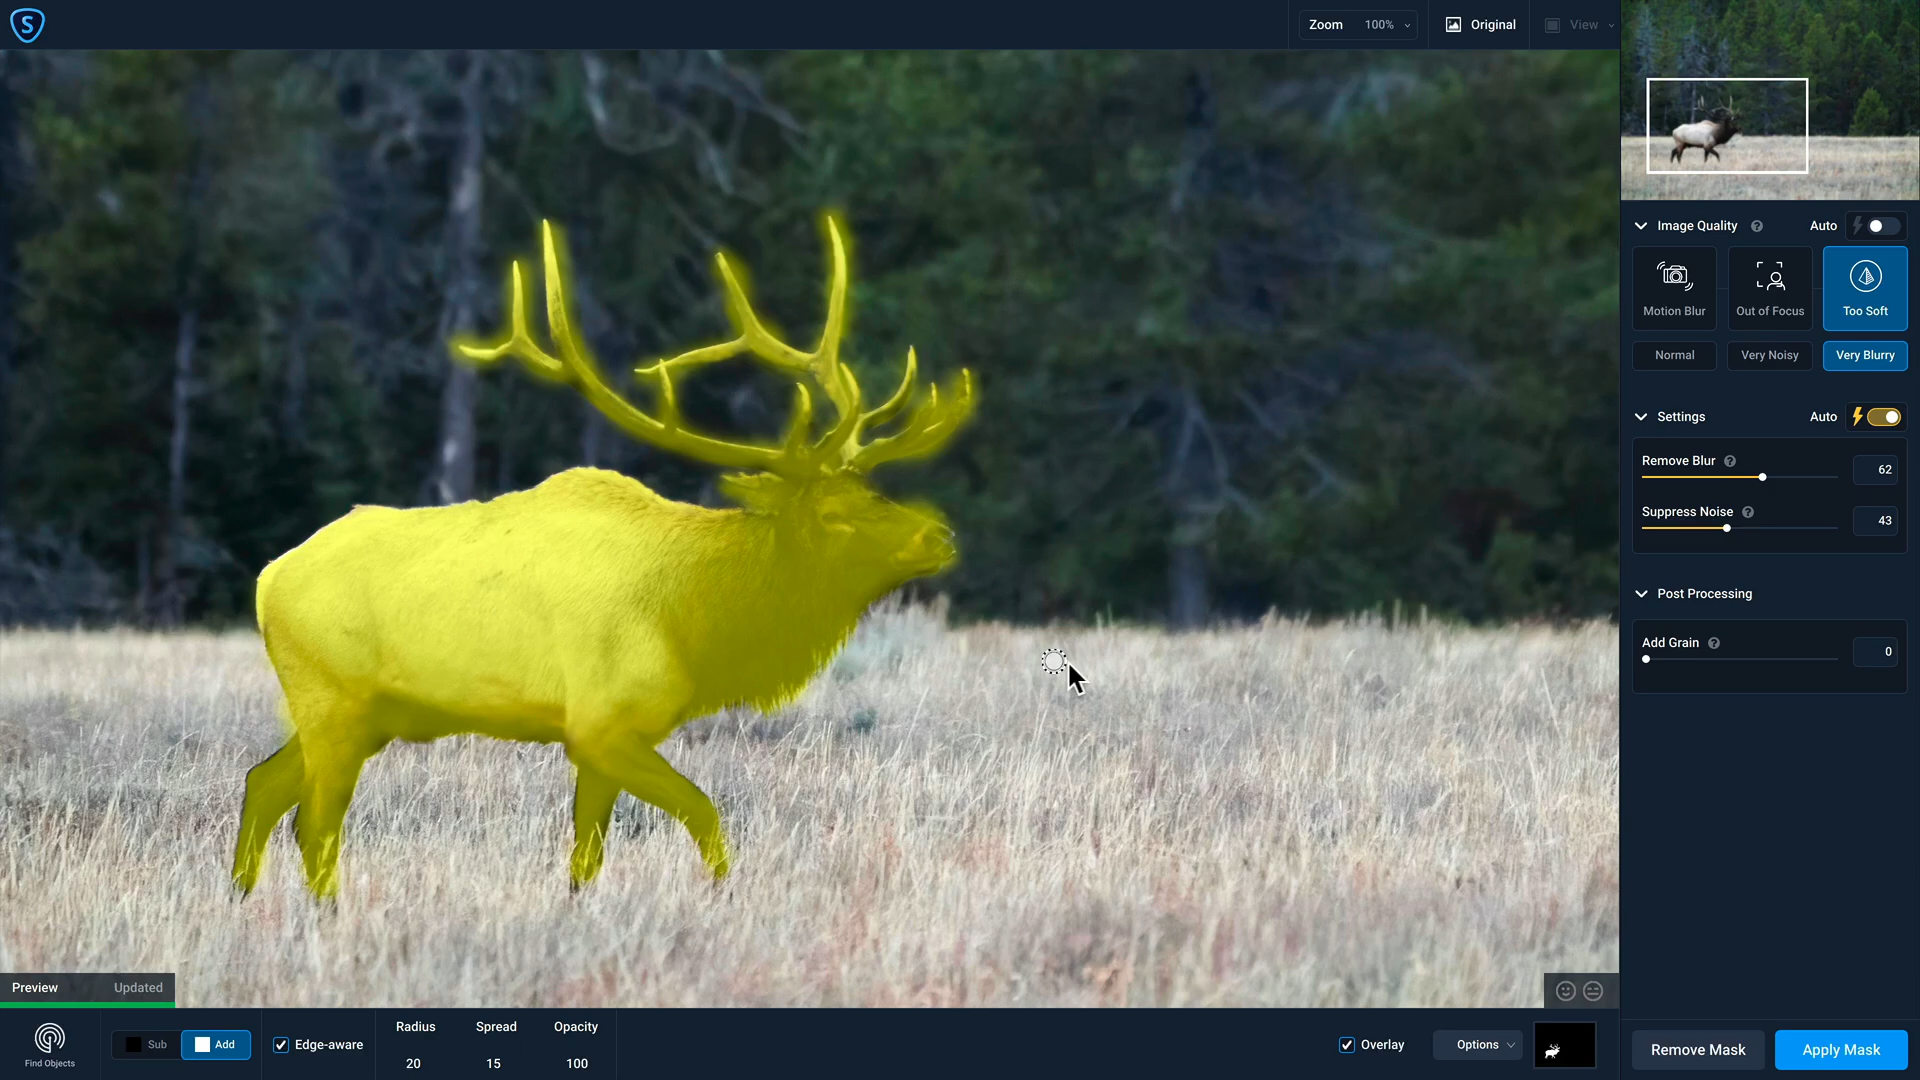 S
Zoom 100%
Original
View
Image Quality ? Auto
Motion Blur
Out of Focus
Too Soft
Normal
Very Noisy
Very Blurry
Settings Auto
Remove Blur ? 62
Suppress Noise ? 43
Post Processing
Add Grain ? 0
Preview Updated
Find Objects
Sub
Add
Edge-aware
Radius
20
Spread
15
Opacity
100
Overlay
Options
Remove Mask
Apply Mask